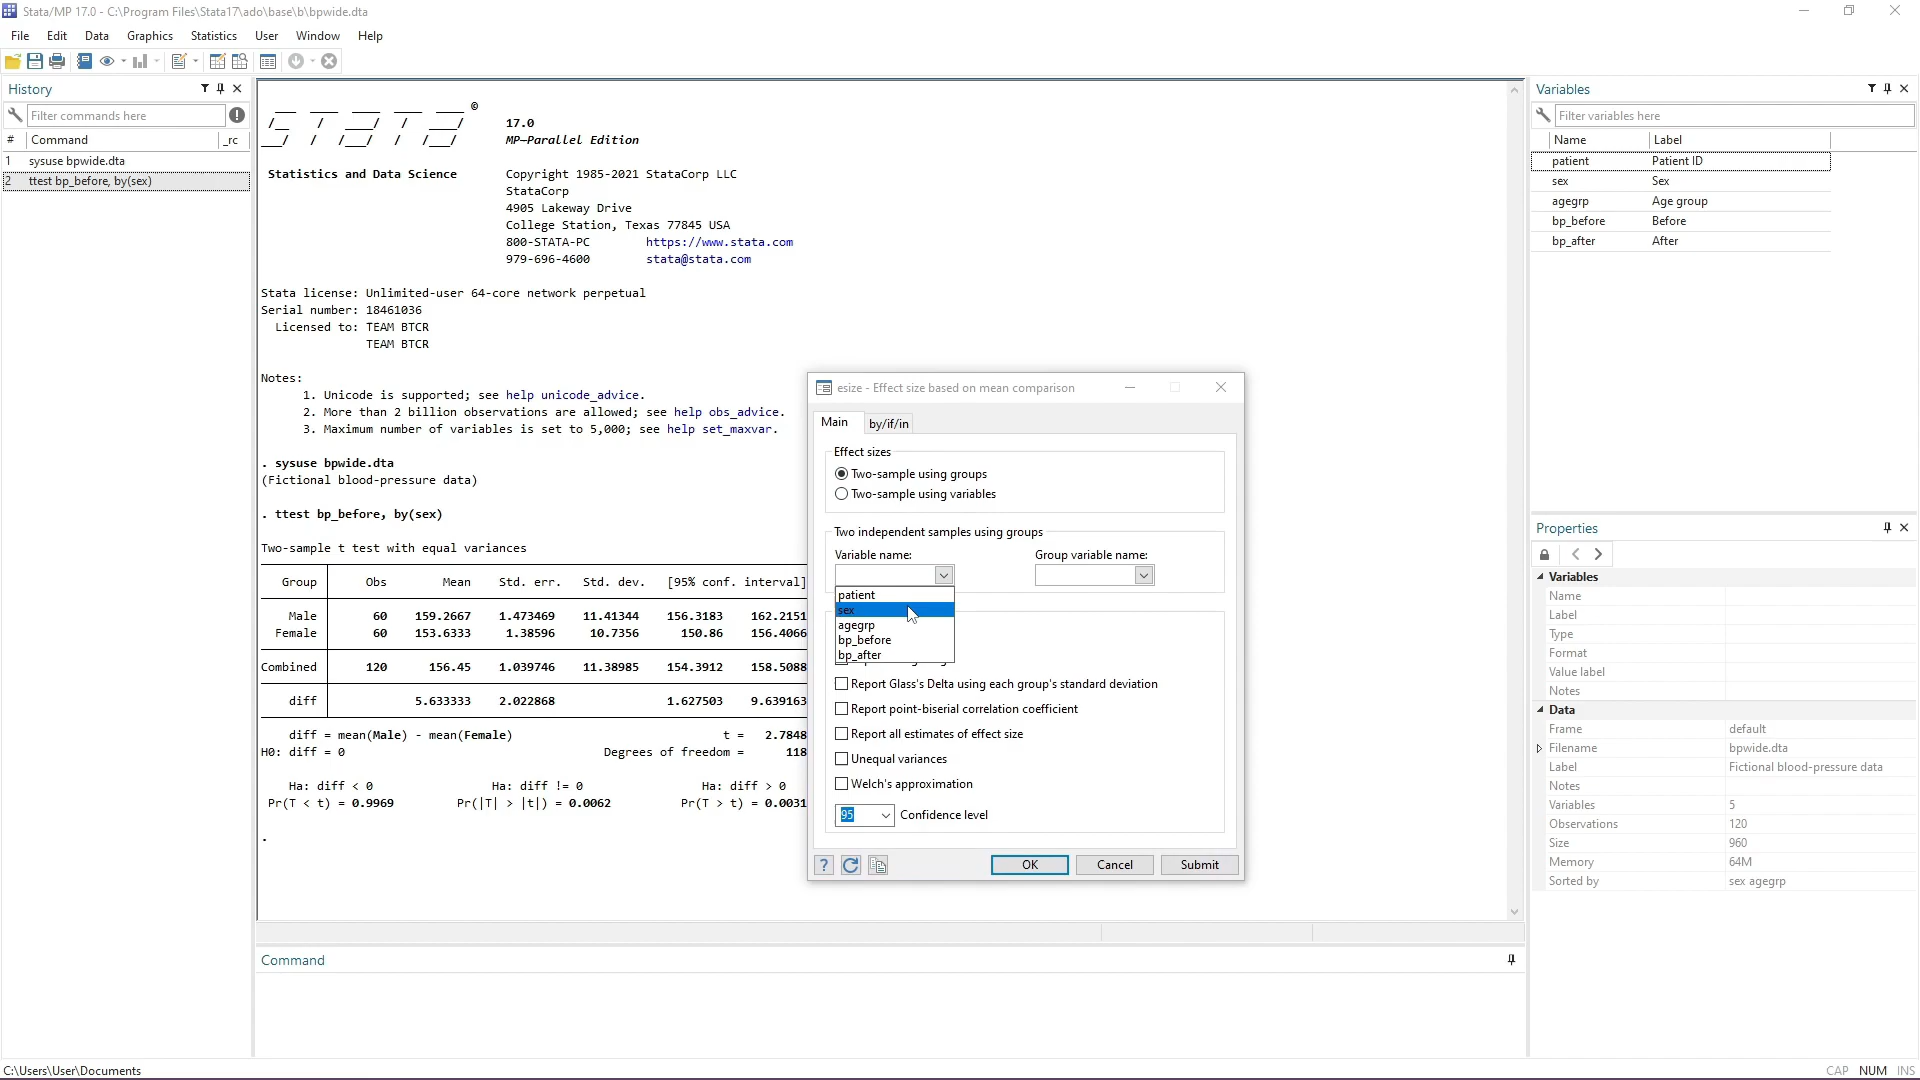 Stata/MP 17.0 - C:\Program Files\Stata17\ado\base\b\bpwide.dta
File Edit Data Graphics Statistics User Window Help
History
Filter commands here
# Command _rc
1 sysuse bpwide.dta
2 ttest bp_before, by(sex)
©
17.0
MP—Parallel Edition
Statistics and Data Science Copyright 1985-2021 StataCorp LLC
StataCorp
4905 Lakeway Drive
College Station, Texas 77845 USA
800-STATA-PC https://www.stata.com
979-696-4600 stata@stata.com
Stata license: Unlimited-user 64-core network perpetual
Serial number: 18461036
Licensed to: TEAM BTCR
TEAM BTCR
Notes:
1. Unicode is supported; see help unicode_advice.
2. More than 2 billion observations are allowed; see help obs_advice.
3. Maximum number of variables is set to 5,000; see help set_maxvar.
. sysuse bpwide.dta
(Fictional blood-pressure data)
. ttest bp_before, by(sex)
Two-sample t test with equal variances
Group Obs Mean Std. err. Std. dev. [95% conf. interval]
Male 60 159.2667 1.473469 11.41344 156.3183 162.2151
Female 60 153.6333 1.38596 10.7356 150.86 156.4066
Combined 120 156.45 1.039746 11.38985 154.3912 158.5088
diff 5.633333 2.022868 1.627503 9.639163
diff = mean(Male) - mean(Female) t = 2.7848
H0: diff = 0 Degrees of freedom = 118
Ha: diff < 0 Ha: diff != 0 Ha: diff > 0
Pr(T < t) = 0.9969 Pr(|T| > |t|) = 0.0062 Pr(T > t) = 0.0031
.
esize - Effect size based on mean comparison
Main by/if/in
Effect sizes
Two-sample using groups
Two-sample using variables
Two independent samples using groups
Variable name: Group variable name:
patient
sex
agegrp
bp_before
bp_after
Report Glass's Delta using each group's standard deviation
Report point-biserial correlation coefficient
Report all estimates of effect size
Unequal variances
Welch's approximation
95 Confidence level
? OK Cancel Submit
Command
Variables
Filter variables here
Name Label
patient Patient ID
sex Sex
agegrp Age group
bp_before Before
bp_after After
Properties
Variables
Name
Label
Type
Format
Value label
Notes
Data
Frame default
Filename bpwide.dta
Label Fictional blood-pressure data
Notes
Variables 5
Observations 120
Size 960
Memory 64M
Sorted by sex agegrp
C:\Users\User\Documents
CAP NUM INS